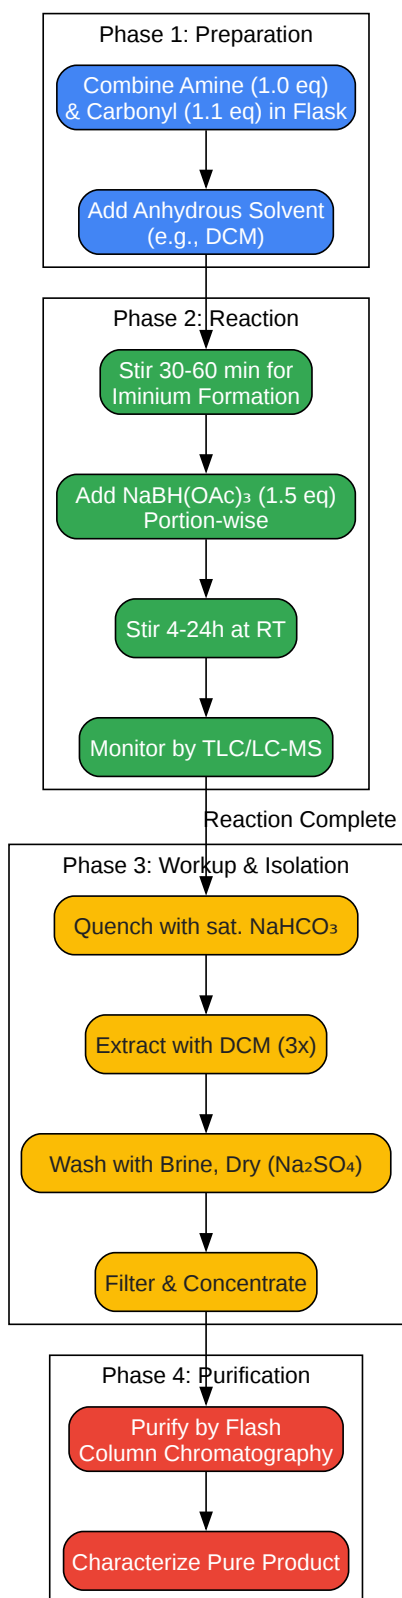 Phase 1: Preparation
Combine Amine (1.0 eq)
& Carbonyl (1.1 eq) in Flask
Add Anhydrous Solvent
(e.g., DCM)
Phase 2: Reaction
Stir 30-60 min for
Iminium Formation
Add NaBH(OAc)₃ (1.5 eq)
Portion-wise
Stir 4-24h at RT
Monitor by TLC/LC-MS
Reaction Complete
Phase 3: Workup & Isolation
Quench with sat. NaHCO₃
Extract with DCM (3x)
Wash with Brine, Dry (Na₂SO₄)
Filter & Concentrate
Phase 4: Purification
Purify by Flash
Column Chromatography
Characterize Pure Product